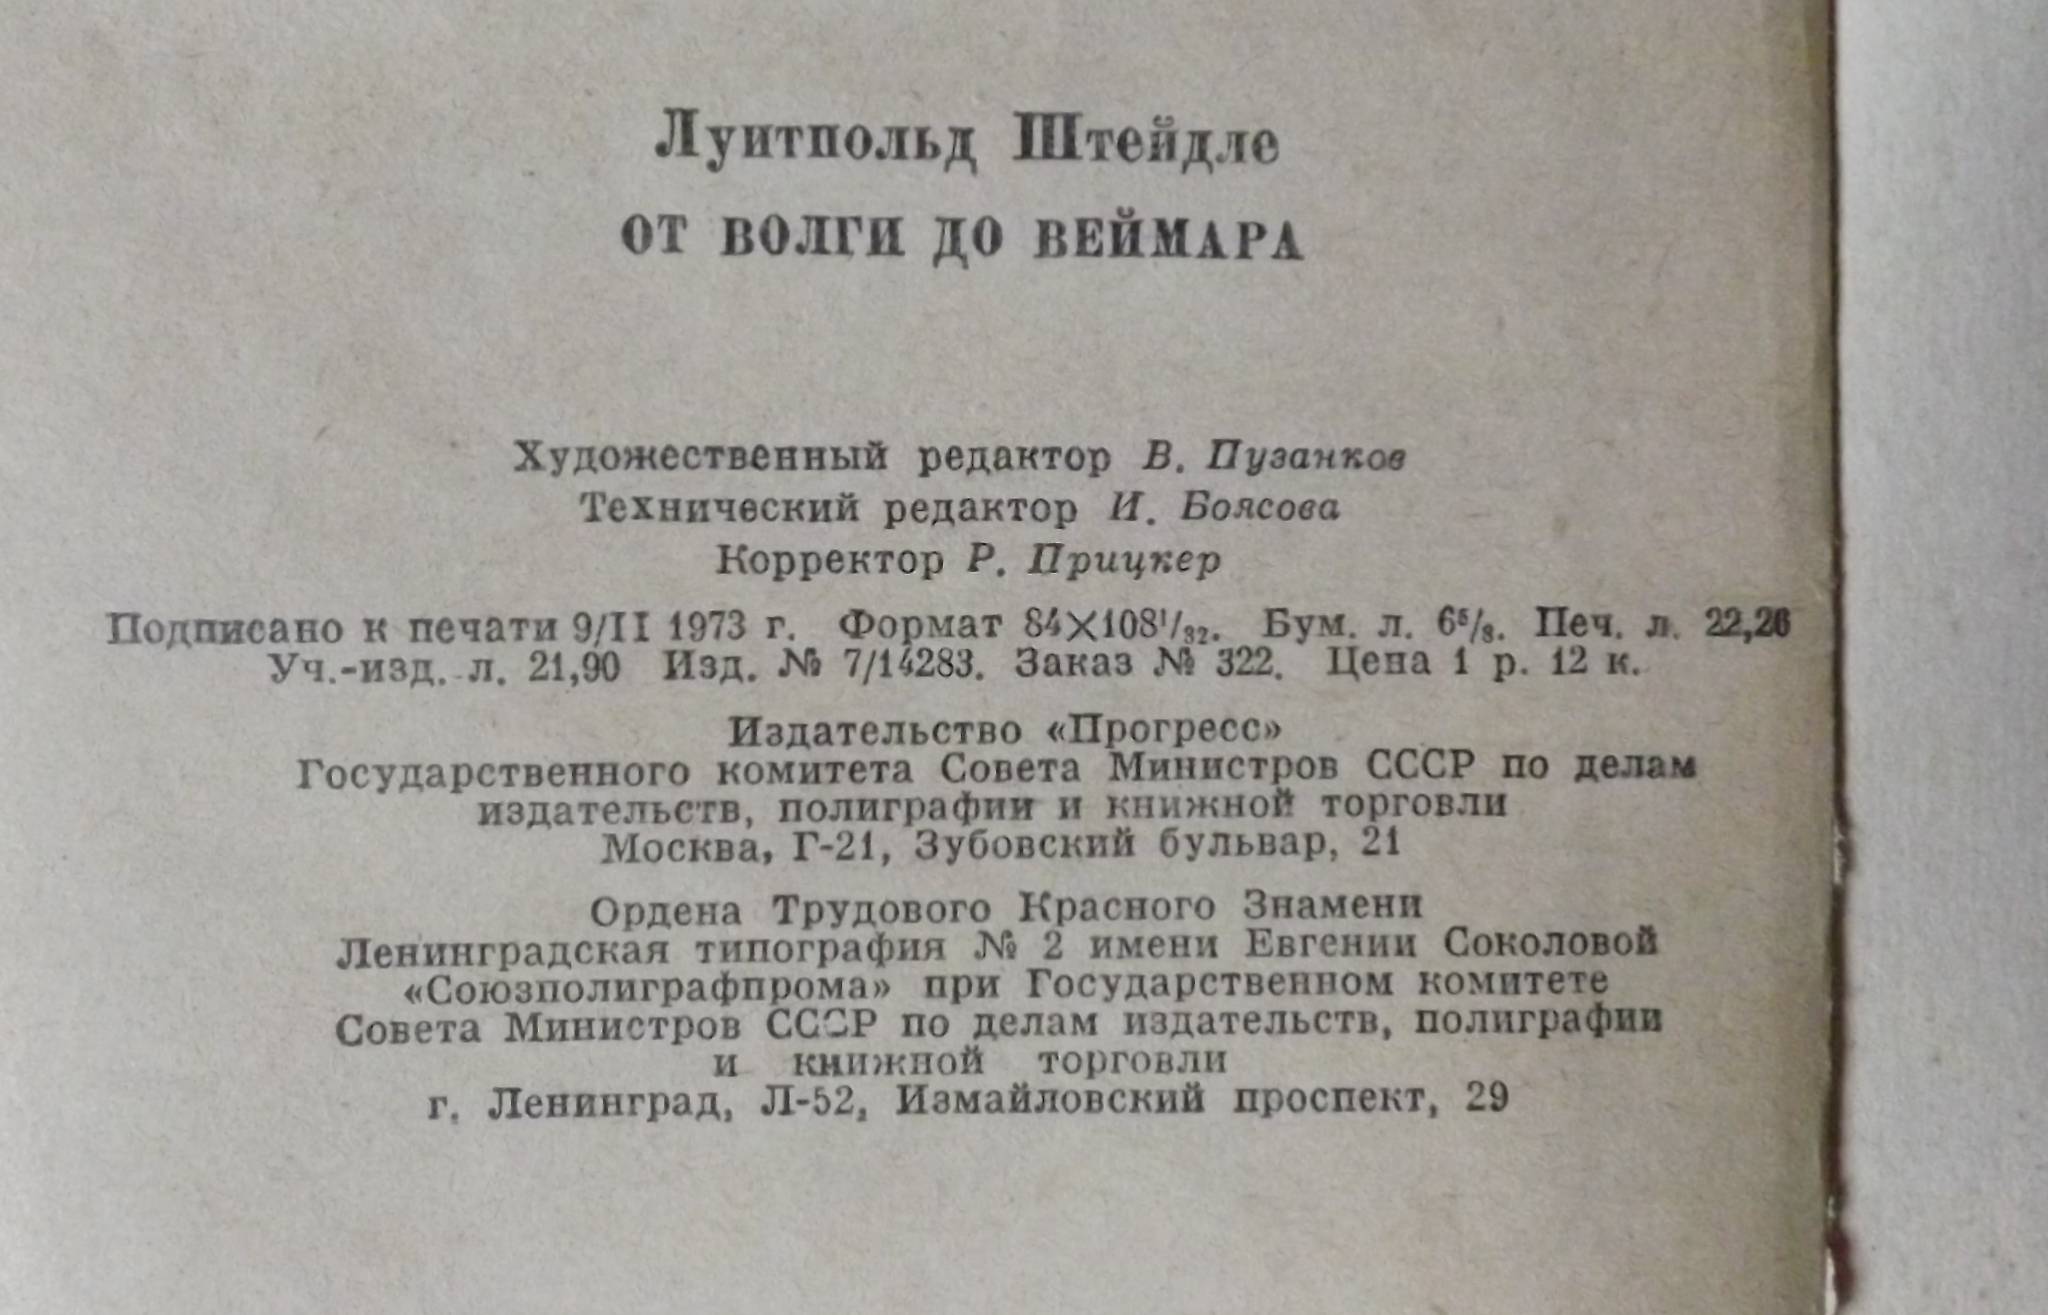 Луитпольд Штейдле
ОТ ВОЛГИ ДО ВЕЙМАРА
Художественный редактор В. Пузанков
Технический редактор И. Боясова
Корректор Р. Прицкер
Подписано к печати 9/II 1973 г. Формат 84×108¹/₃₂. Бум. л. 6⁵/₈. Печ. л. 22,26
Уч.-изд. л. 21,90 Изд. № 7/14283. Заказ № 322. Цена 1 р. 12 к.
Издательство «Прогресс»
Государственного комитета Совета Министров СССР по делам
издательств, полиграфии и книжной торговли
Москва, Г-21, Зубовский бульвар, 21
Ордена Трудового Красного Знамени
Ленинградская типография № 2 имени Евгении Соколовой
«Союзполиграфпрома» при Государственном комитете
Совета Министров СССР по делам издательств, полиграфии
и книжной торговли
г. Ленинград, Л-52, Измайловский проспект, 29